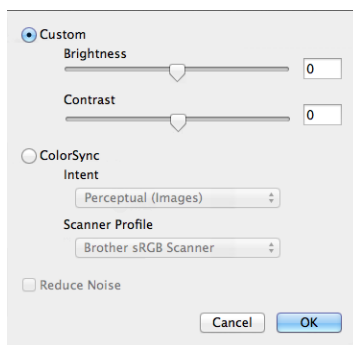 Custom
Brightness
0
Contrast
0
ColorSync
Intent
Perceptual (Images)
Scanner Profile
Brother sRGB Scanner
Reduce Noise
Cancel OK